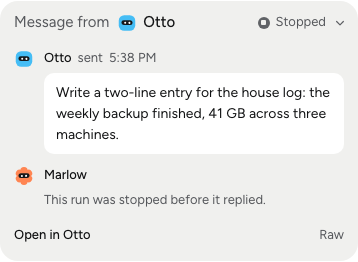 Message from Otto Stopped
Otto sent 5:38 PM
Write a two-line entry for the house log: the
weekly backup finished, 41 GB across three
machines.
Marlow
This run was stopped before it replied.
Open in Otto Raw